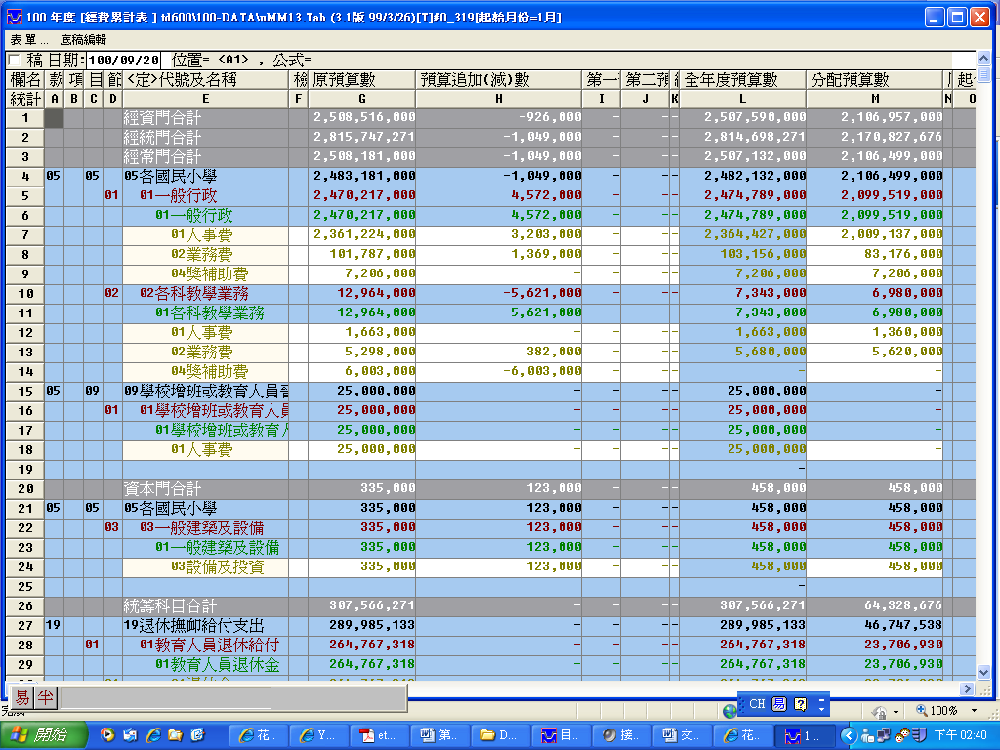 100 年度 [經費累計表 ] td600\100-DATA\uMM13.Tab (3.1版 99/3/26)[T]#0_319[起始月份=1月]
表 單 ... 底稿編輯
稿 日期: 100/09/20 位置= <A1> , 公式=
欄名 款 項 目 節 <定>代號及名稱 檢 原預算數 預算追加(減)數 第一 第二預 全年度預算數 分配預算數 起
統計 A B C D E F G H I J K L M N O
1 經資門合計 2,508,516,000 -926,000 - -- 2,507,590,000 2,106,957,000
2 經統門合計 2,815,747,271 -1,049,000 - -- 2,814,698,271 2,170,827,676
3 經常門合計 2,508,181,000 -1,049,000 - -- 2,507,132,000 2,106,499,000
4 05 05 05各國民小學 2,483,181,000 -1,049,000 - -- 2,482,132,000 2,106,499,000
5 01 01一般行政 2,470,217,000 4,572,000 - -- 2,474,789,000 2,099,519,000
6 01一般行政 2,470,217,000 4,572,000 - -- 2,474,789,000 2,099,519,000
7 01人事費 2,361,224,000 3,203,000 - -- 2,364,427,000 2,009,137,000
8 02業務費 101,787,000 1,369,000 - -- 103,156,000 83,176,000
9 04獎補助費 7,206,000 - - -- 7,206,000 7,206,000
10 02 02各科教學業務 12,964,000 -5,621,000 - -- 7,343,000 6,980,000
11 01各科教學業務 12,964,000 -5,621,000 - -- 7,343,000 6,980,000
12 01人事費 1,663,000 - - -- 1,663,000 1,360,000
13 02業務費 5,298,000 382,000 - -- 5,680,000 5,620,000
14 04獎補助費 6,003,000 -6,003,000 - -- - -
15 05 09 09學校增班或教育人員晉 25,000,000 - - -- 25,000,000 -
16 01 01學校增班或教育人員 25,000,000 - - -- 25,000,000 -
17 01學校增班或教育人 25,000,000 - - -- 25,000,000 -
18 01人事費 25,000,000 - - -- 25,000,000 -
19 -
20 資本門合計 335,000 123,000 - -- 458,000 458,000
21 05 05 05各國民小學 335,000 123,000 - -- 458,000 458,000
22 03 03一般建築及設備 335,000 123,000 - -- 458,000 458,000
23 01一般建築及設備 335,000 123,000 - -- 458,000 458,000
24 03設備及投資 335,000 123,000 - -- 458,000 458,000
25 -
26 統籌科目合計 307,566,271 - - -- 307,566,271 64,328,676
27 19 19退休撫卹給付支出 289,985,133 - - -- 289,985,133 46,747,538
28 01 01教育人員退休給付 264,767,318 - - -- 264,767,318 23,706,930
29 01教育人員退休金 264,767,318 - - -- 264,767,318 23,706,930
易 半
CH 易 ?
100%
開始 花.. Y... et... 第.. D... 目.. 接.. 文.. 花.. 1... 下午 02:40